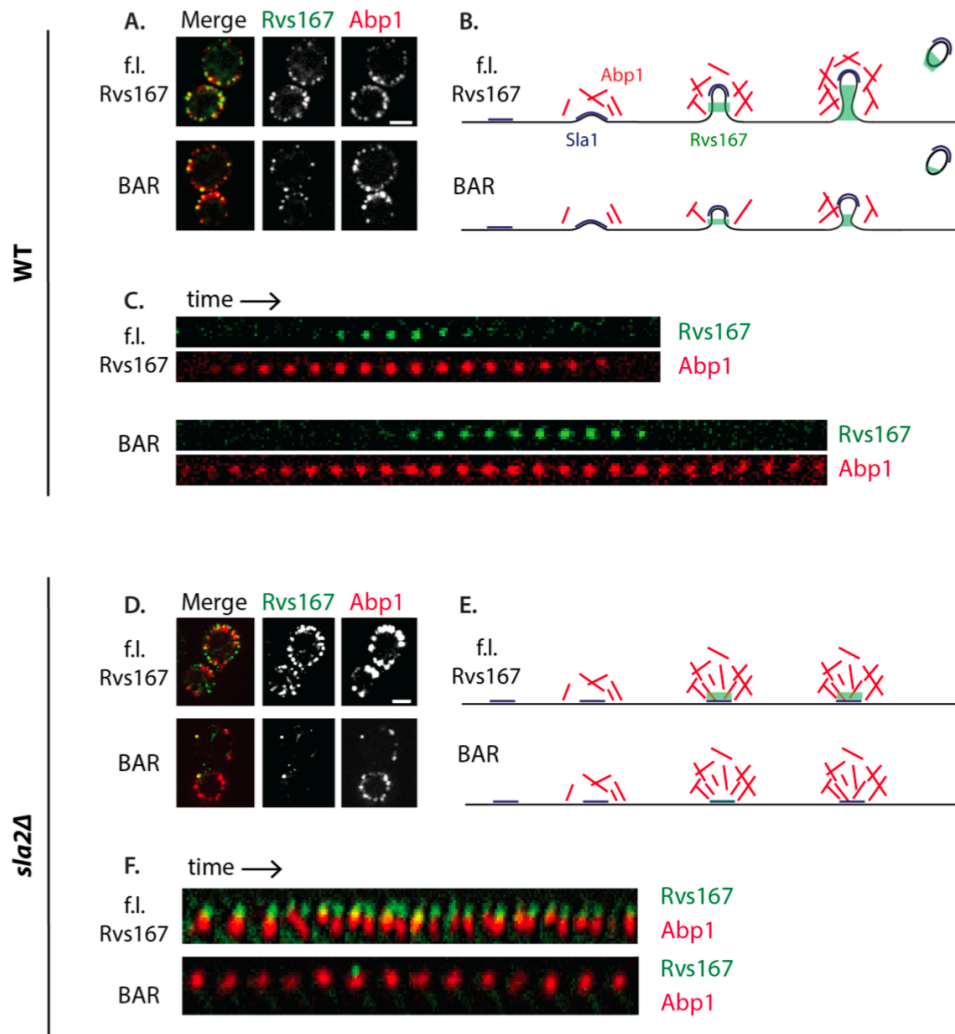 WT
A. Merge Rvs167 Abp1
f.l.
Rvs167
BAR
B.
f.l.
Rvs167
Abp1
Sla1
Rvs167
BAR
C. time
f.l.
Rvs167
Rvs167
Abp1
BAR
Rvs167
Abp1
sla2Δ
D. Merge Rvs167 Abp1
f.l.
Rvs167
BAR
E.
f.l.
Rvs167
BAR
F. time
f.l.
Rvs167
Rvs167
Abp1
BAR
Rvs167
Abp1